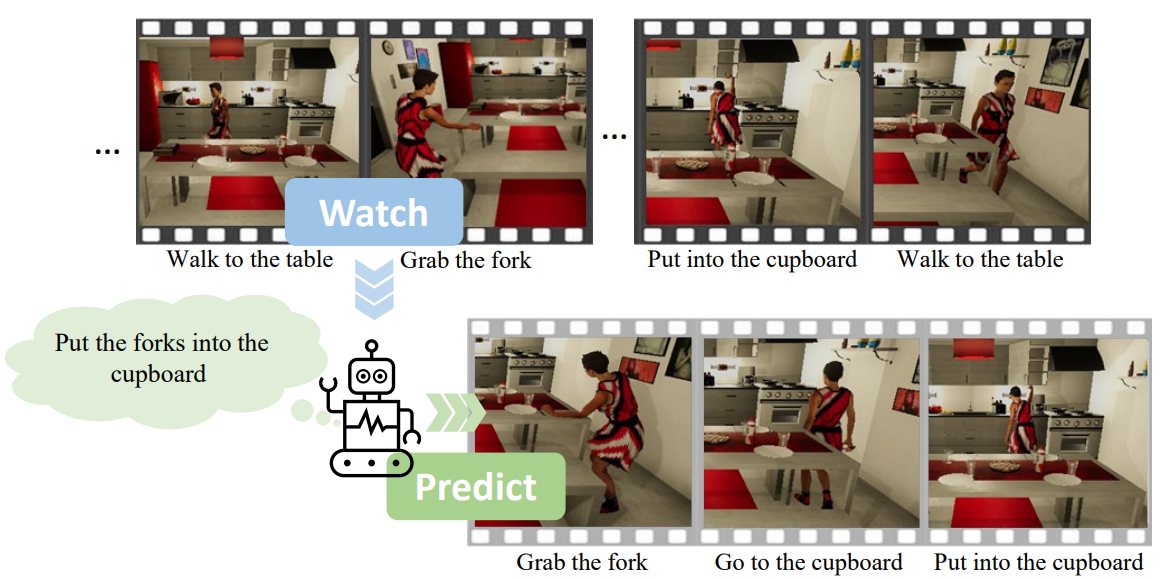 ...
...
Watch
Walk to the table
Grab the fork
Put into the cupboard
Walk to the table
Put the forks into the
cupboard
Predict
Grab the fork
Go to the cupboard
Put into the cupboard